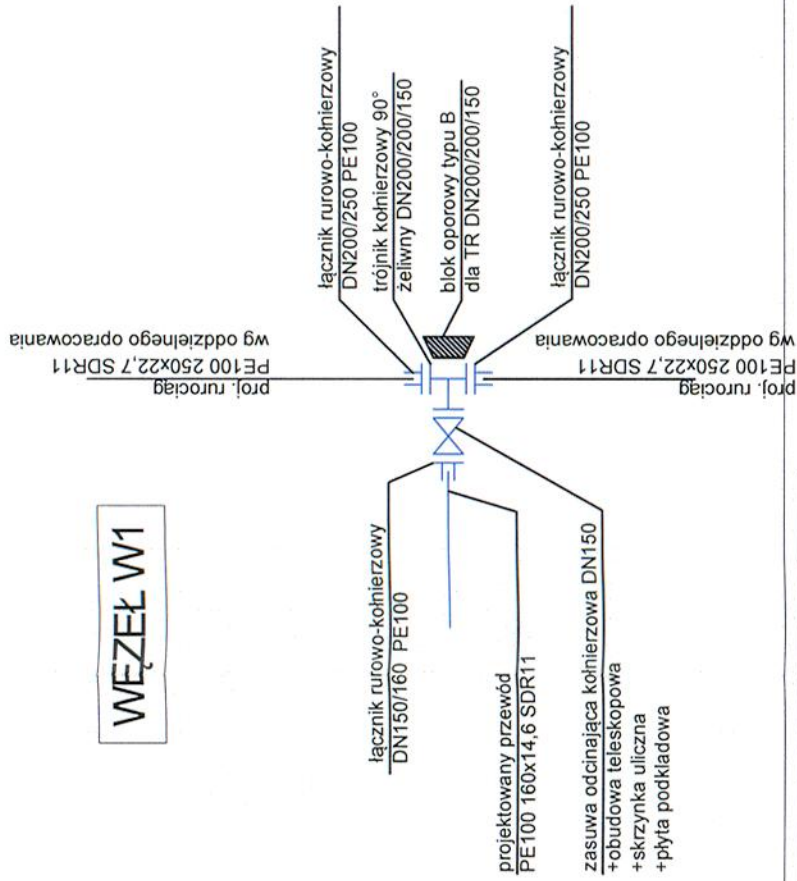 WĘZEŁ W1
łącznik rurowo-kołnierzowy
DN150/160 PE100
projektowany przewód
PE100 160x14,6 SDR11
zasuwa odcinająca kołnierzowa DN150
+obudowa teleskopowa
+skrzynka uliczna
+płyta podkladowa
proj. rurociąg
PE100 250x22,7 SDR11
wg oddzielnego opracowania
proj. rurociąg
PE100 250x22,7 SDR11
wg oddzielnego opracowania
łącznik rurowo-kołnierzowy
DN200/250 PE100
trójnik kołnierzowy 90°
żeliwny DN200/200/150
blok oporowy typu B
dla TR DN200/200/150
łącznik rurowo-kołnierzowy
DN200/250 PE100